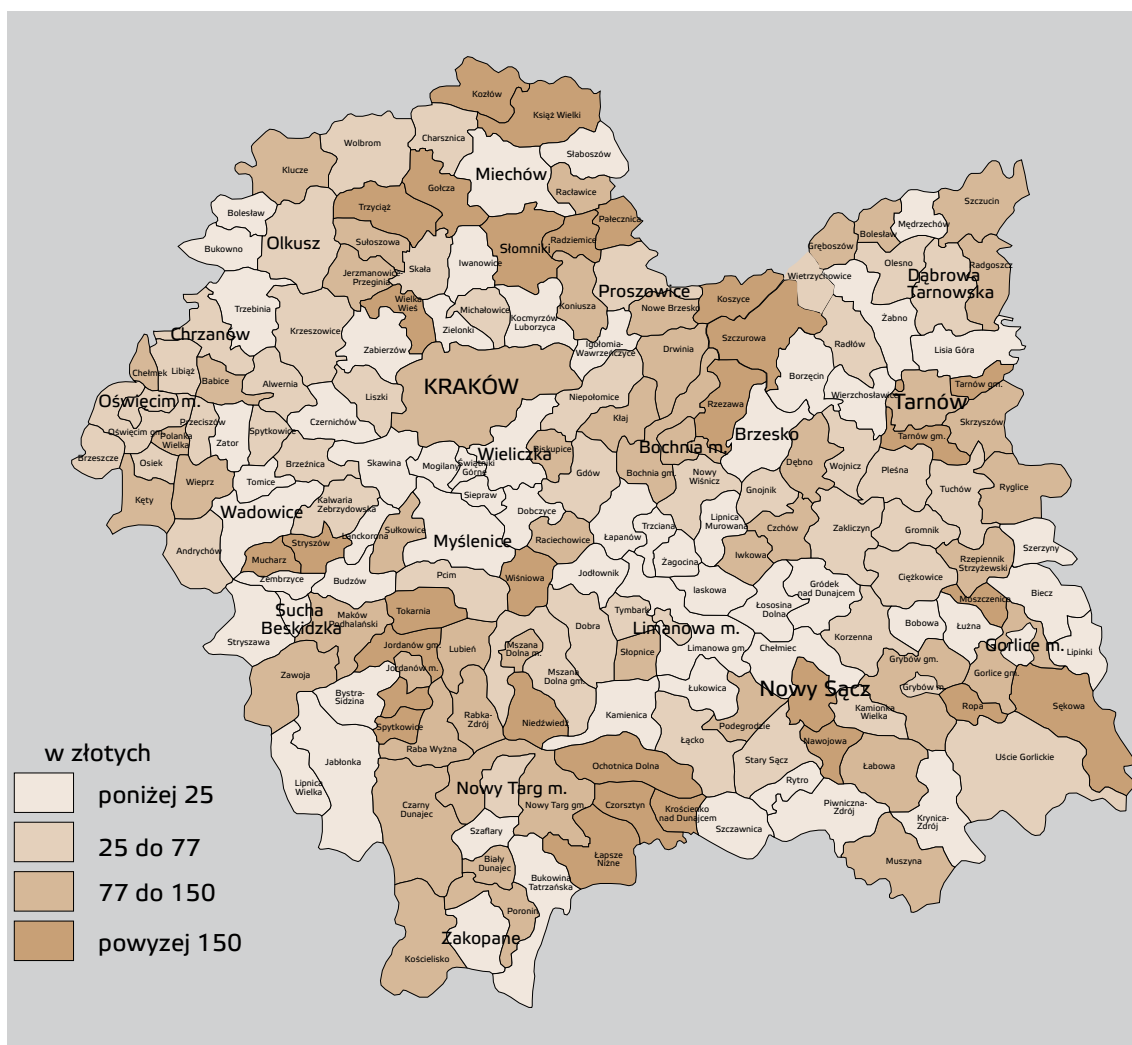 Kozłów
Książ Wielki
Charsznica
Wolbrom
Słaboszów
Miechów
Klucze
Gołcza
Racławice
Szczucin
Trzyciąż
Bolesław
Pałecznica
Mędrzechów
Bolesław
Olkusz
Sułoszowa
Słomniki
Radziemice
Gręboszów
Bukowno
Iwanowice
Olesno
Radgoszcz
Skała
Jerzmanowice-
Przeginia
Wietrzychowice
Dąbrowa
Tarnowska
Proszowice
Wielka
Wieś
Koszyce
Trzebinia
Michałowice
Koniusza
Nowe Brzesko
Kocmyrzów
Luborzyca
Żabno
Chrzanów
Krzeszowice
Zielonki
Szczurowa
Zabierzów
Igołomia-
Wawrzeńczyce
Drwinia
Radłów
Lisia Góra
Chełmek
Libiąż
Babice
Alwernia
KRAKÓW
Borzęcin
Tarnów gm.
Oświęcim m.
Liszki
Niepołomice
Wierzchosławice
Tarnów
Rzezawa
Kłaj
Przeciszów
Czernichów
Skrzyszów
Oświęcim gm.
Polanka
Wielka
Spytkowice
Brzesko
Tarnów gm.
Zator
Bochnia m.
Brzeszcze
Osiek
Brzeźnica
Skawina
Mogilany
Wieliczka
Świątniki
Górne
Biskupice
Dębno
Wojnicz
Pleśna
Gdów
Bochnia gm.
Nowy
Wiśnicz
Kęty
Wieprz
Tomice
Siepraw
Gnojnik
Tuchów
Ryglice
Kalwaria
Zebrzydowska
Wadowice
Dobczyce
Lipnica
Murowana
Trzciana
Czchów
Zakliczyn
Gromnik
Sułkowice
Lanckorona
Myślenice
Raciechowice
Łapanów
Stryszów
Andrychów
Mucharz
Żagocina
Iwkowa
Szerzyny
Rzepiennik
Strzyżewski
Zembrzyce
Budzów
Pcim
Wiśniowa
Jodłownik
Ciężkowice
laskowa
Gródek
nad Dunajcem
Moszczenica
Biecz
Sucha
Beskidzka
Tokarnia
Tymbark
Łososina
Dolna
Maków
Podhalański
Dobra
Limanowa m.
Bobowa
Łużna
Stryszawa
Korzenna
Jordanów gm.
Lubień
Mszana
Dolna m.
Słopnice
Limanowa gm.
Chełmiec
Gorlice m.
Lipinki
Grybów gm.
Jordanów m.
Zawoja
Mszana
Dolna gm.
Gorlice gm.
Łukowica
Nowy Sącz
Grybów m.
Bystra-
Sidzina
Sękowa
Kamionka
Wielka
Ropa
Rabka-
Zdrój
Niedźwiedź
Kamienica
Podegrodzie
Spytkowice
Łącko
Nawojowa
Raba Wyżna
Uście Gorlickie
Stary Sącz
Jabłonka
Ochotnica Dolna
Łabowa
Rytro
Lipnica
Wielka
Nowy Targ m.
Czarny
Dunajec
Nowy Targ gm.
Czorsztyn
Krościenko
nad Dunajcem
Piwniczna-
Zdrój
Krynica-
Zdrój
Szczawnica
Szaflary
Łapsze
Niżne
Biały
Dunajec
Muszyna
Bukowina
Tatrzańska
Poronin
Zakopane
Kościelisko
w złotych
poniżej 25
25 do 77
77 do 150
powyzej 150